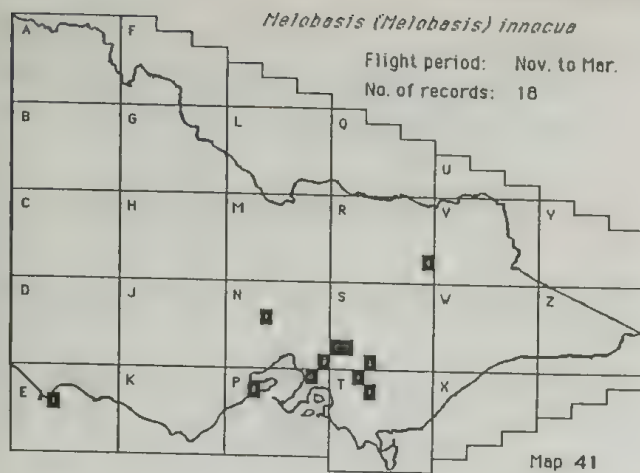 Melobasis (Melobasis) innocua
Flight period: Nov. to Mar.
No. of records: 18
A F
B G L Q
U
C H M R V Y
D J N S W Z
E K P T X
Map 41